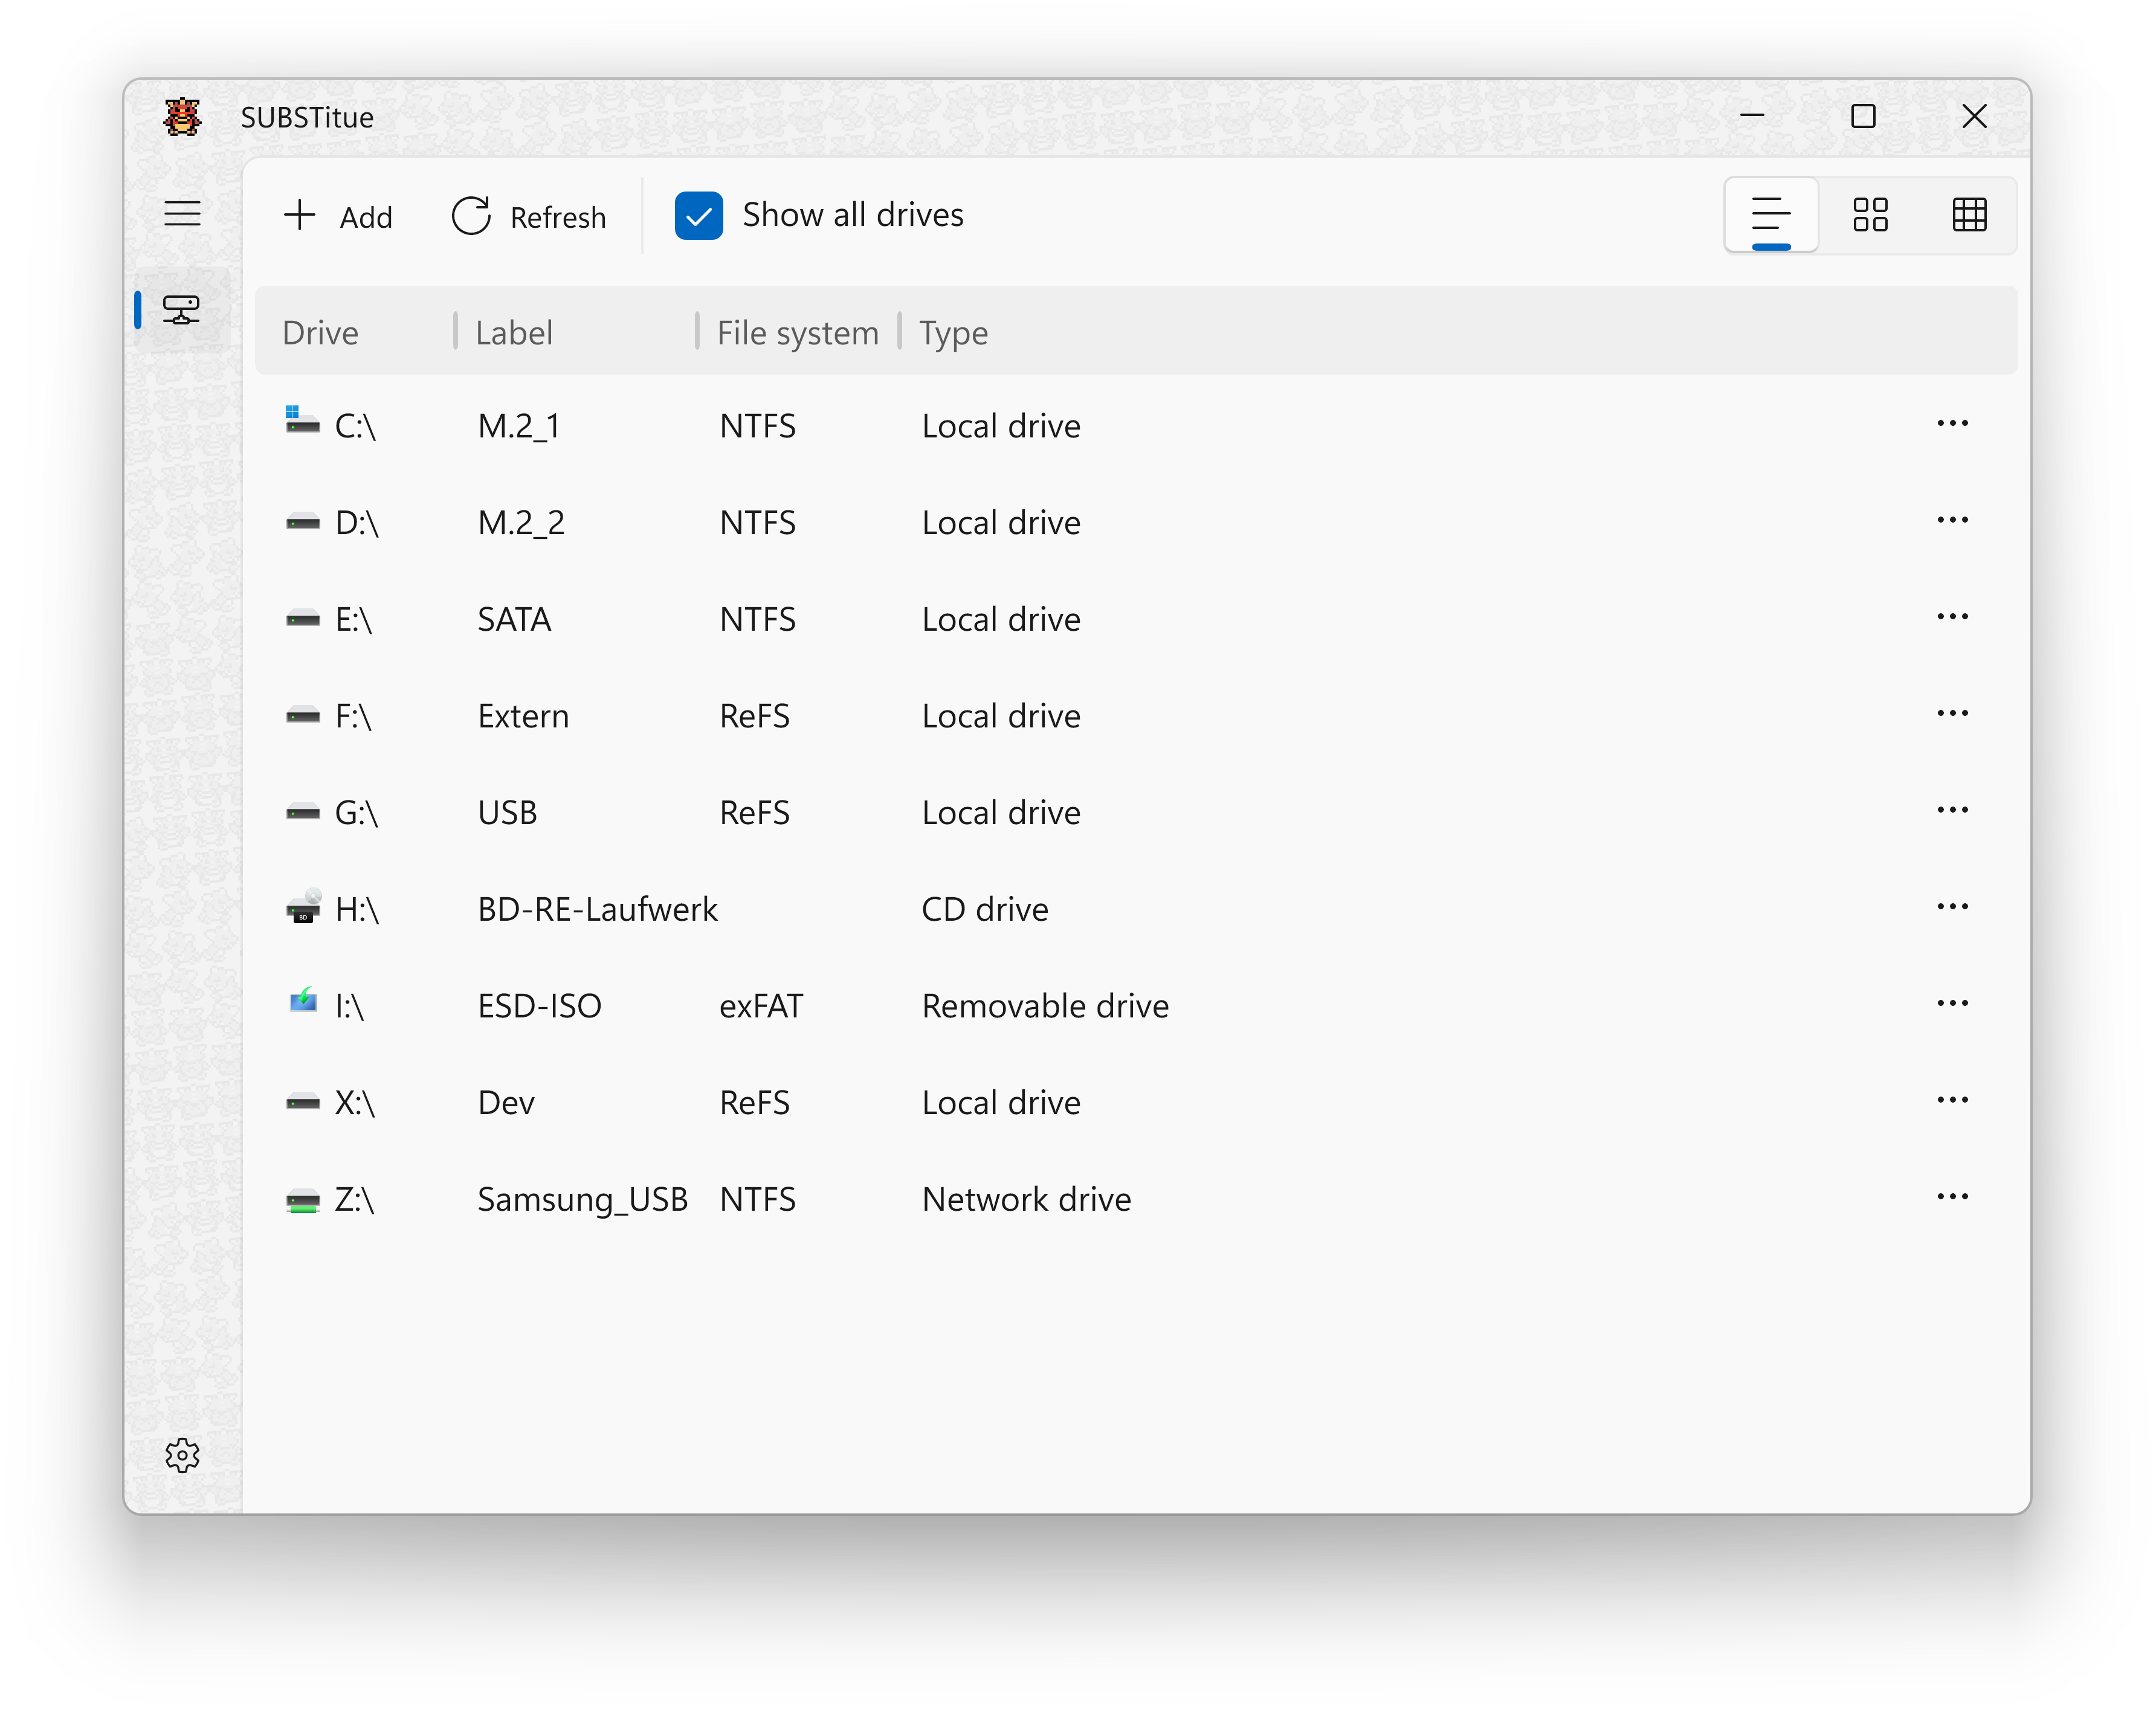 SUBSTitue
Add Refresh Show all drives
Drive Label File system Type
C:\ M.2_1 NTFS Local drive
D:\ M.2_2 NTFS Local drive
E:\ SATA NTFS Local drive
F:\ Extern ReFS Local drive
G:\ USB ReFS Local drive
BD H:\ BD-RE-Laufwerk CD drive
I:\ ESD-ISO exFAT Removable drive
X:\ Dev ReFS Local drive
Z:\ Samsung_USB NTFS Network drive